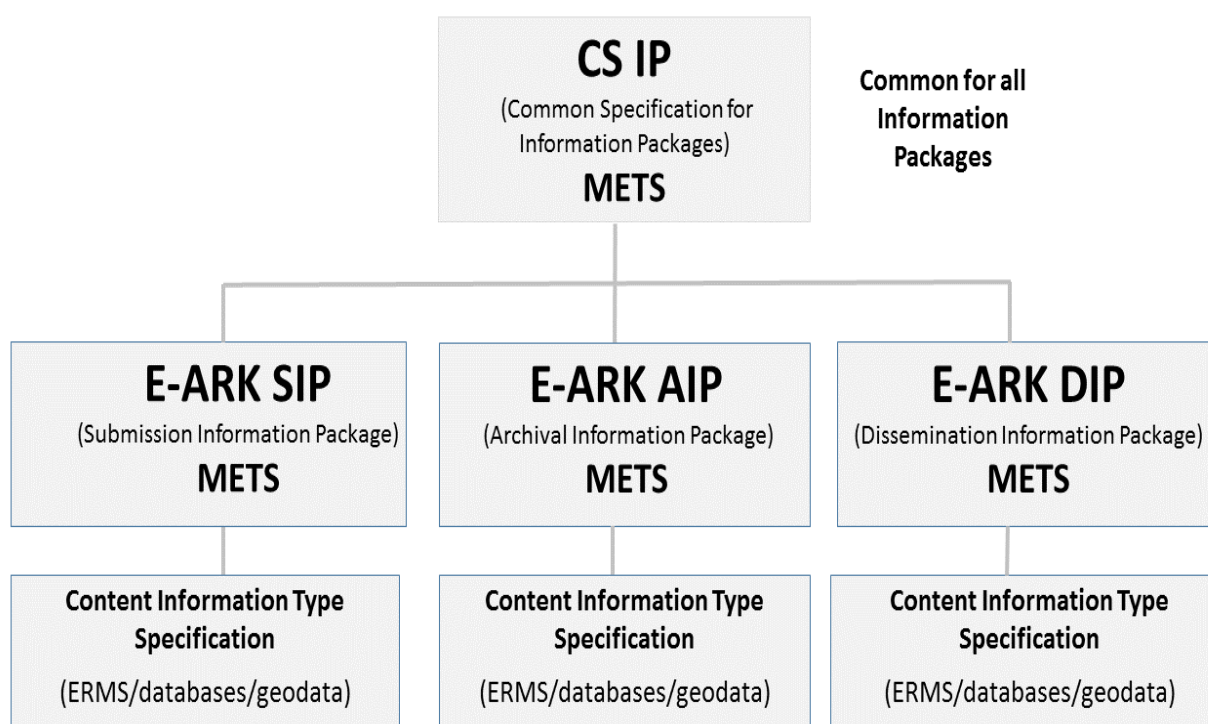 CS IP
(Common Specification for
Information Packages)
METS
Common for all
Information
Packages
E-ARK SIP
(Submission Information Package)
METS
E-ARK AIP
(Archival Information Package)
METS
E-ARK DIP
(Dissemination Information Package)
METS
Content Information Type
Specification
(ERMS/databases/geodata)
Content Information Type
Specification
(ERMS/databases/geodata)
Content Information Type
Specification
(ERMS/databases/geodata)